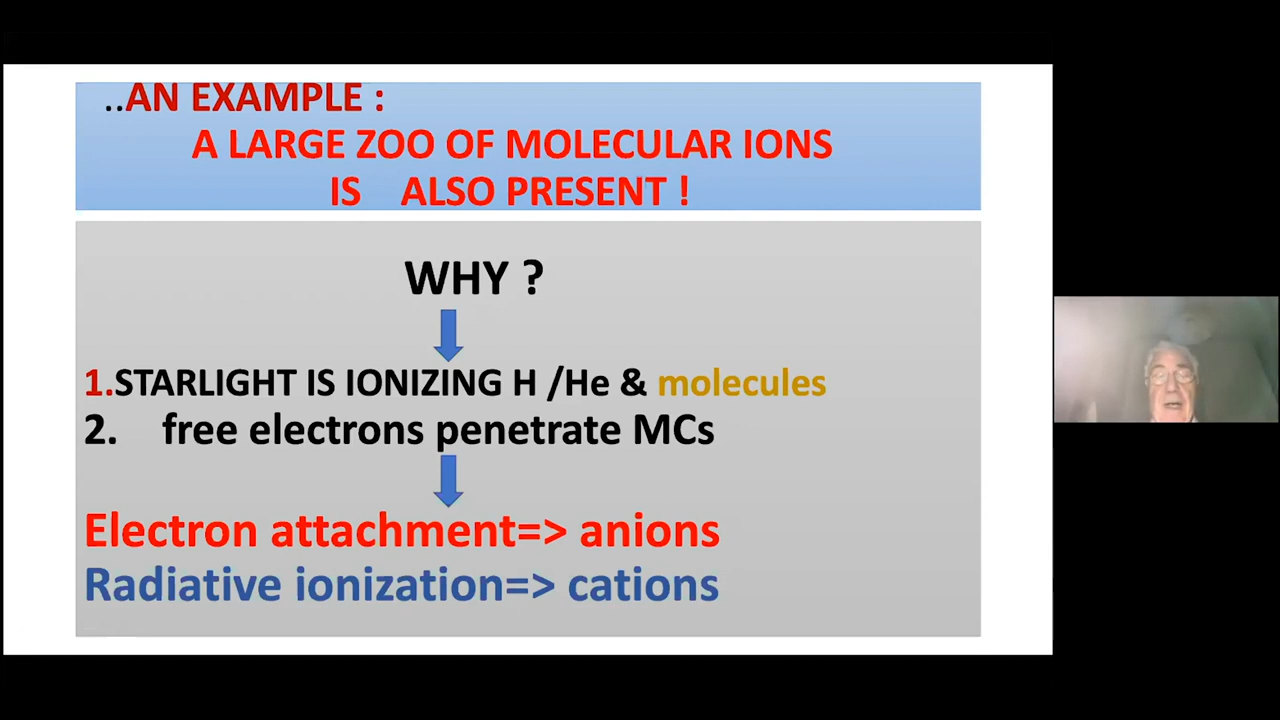 ..AN EXAMPLE :
A LARGE ZOO OF MOLECULAR IONS
IS ALSO PRESENT !
WHY ?
1.STARLIGHT IS IONIZING H /He & molecules
2. free electrons penetrate MCs
Electron attachment=> anions
Radiative ionization=> cations